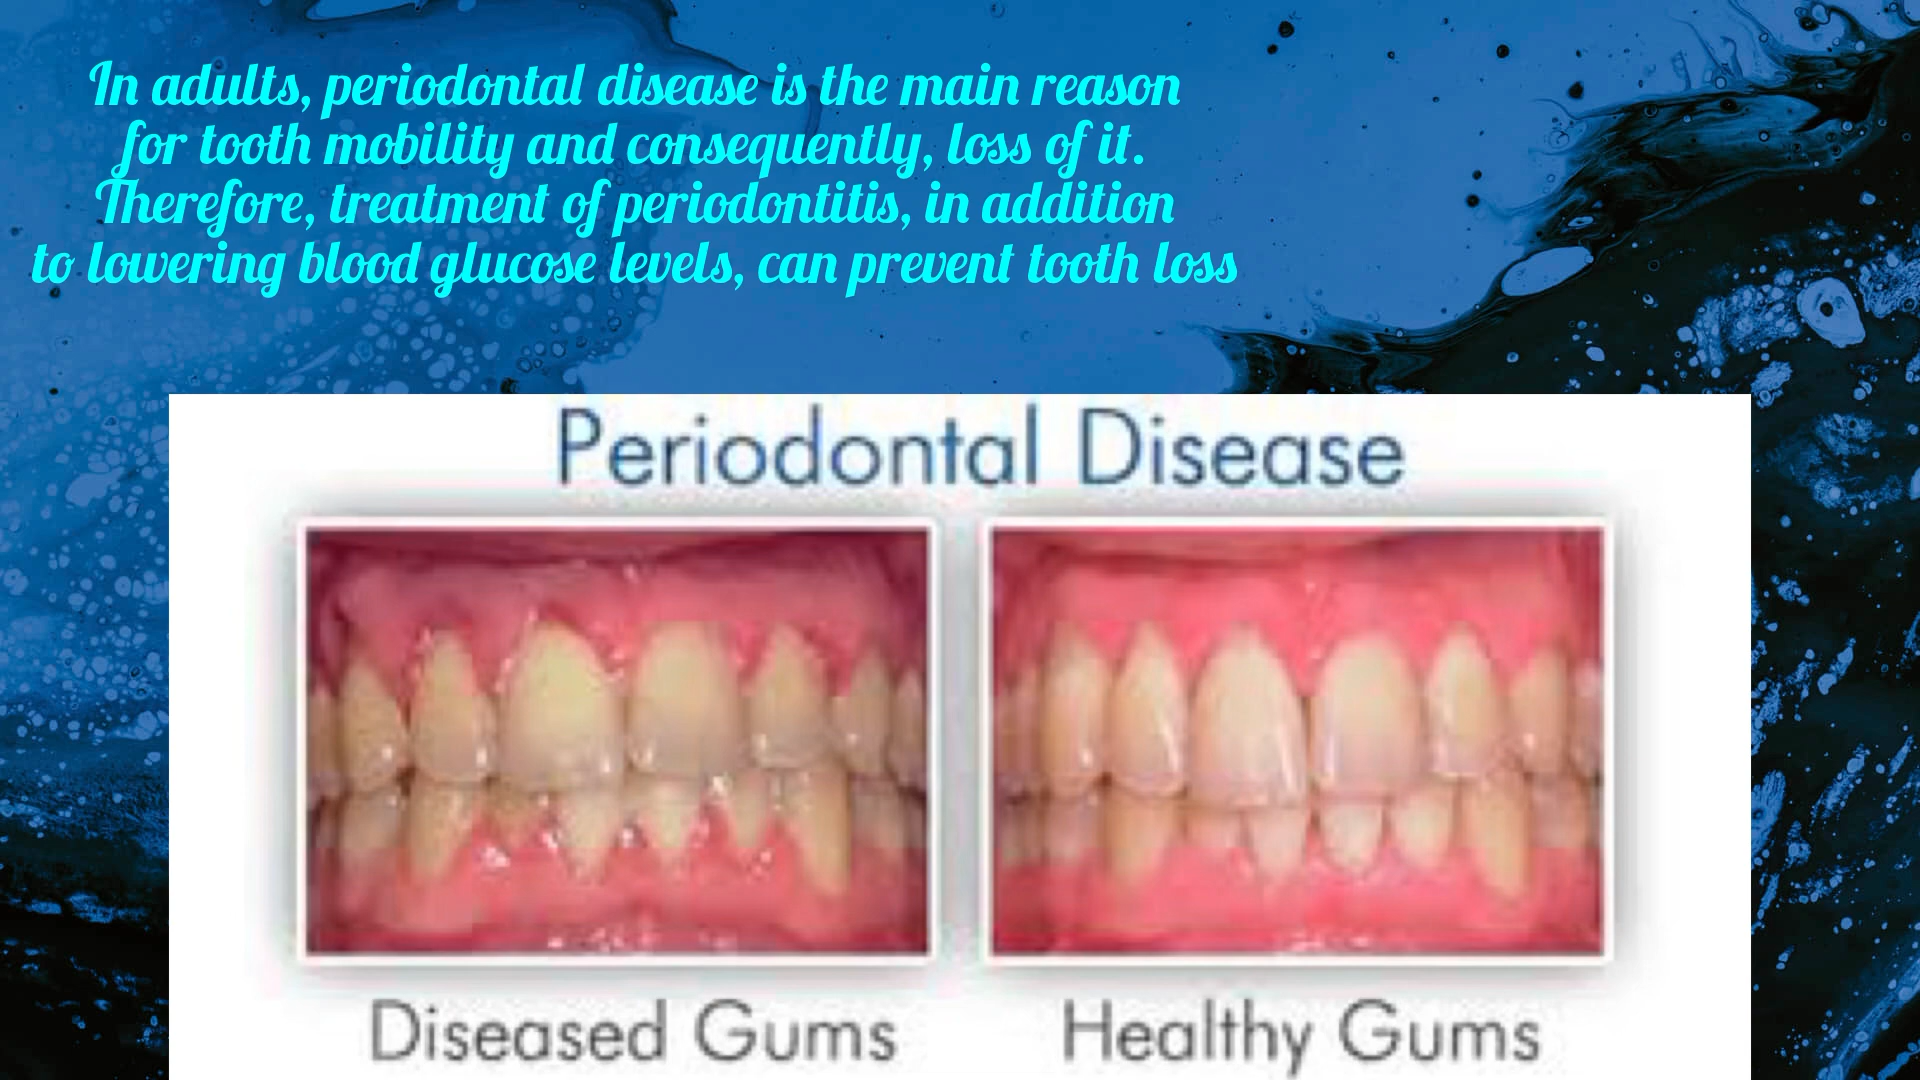 In adults, periodontal disease is the main reason
for tooth mobility and consequently, loss of it.
Therefore, treatment of periodontitis, in addition
to lowering blood glucose levels, can prevent tooth loss
Periodontal Disease
Diseased Gums
Healthy Gums